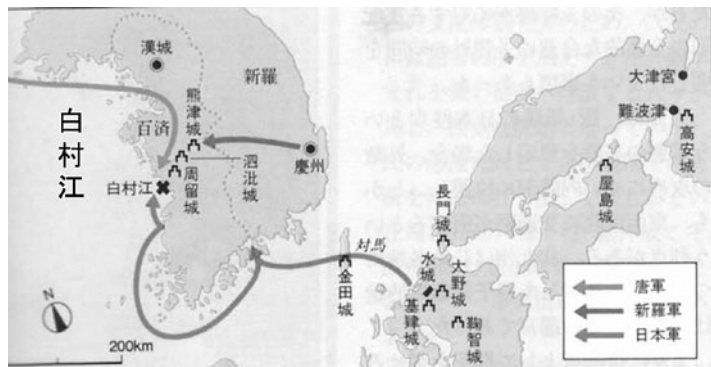 白村江
漢城
新羅
熊津城
百済
泗沘城
周留城
白村江
慶州
対馬
金田城
長門城
水城
大野城
基肄城
鞠智城
屋島城
大津宮
難波津
高安城
N
200km
唐軍
新羅軍
日本軍